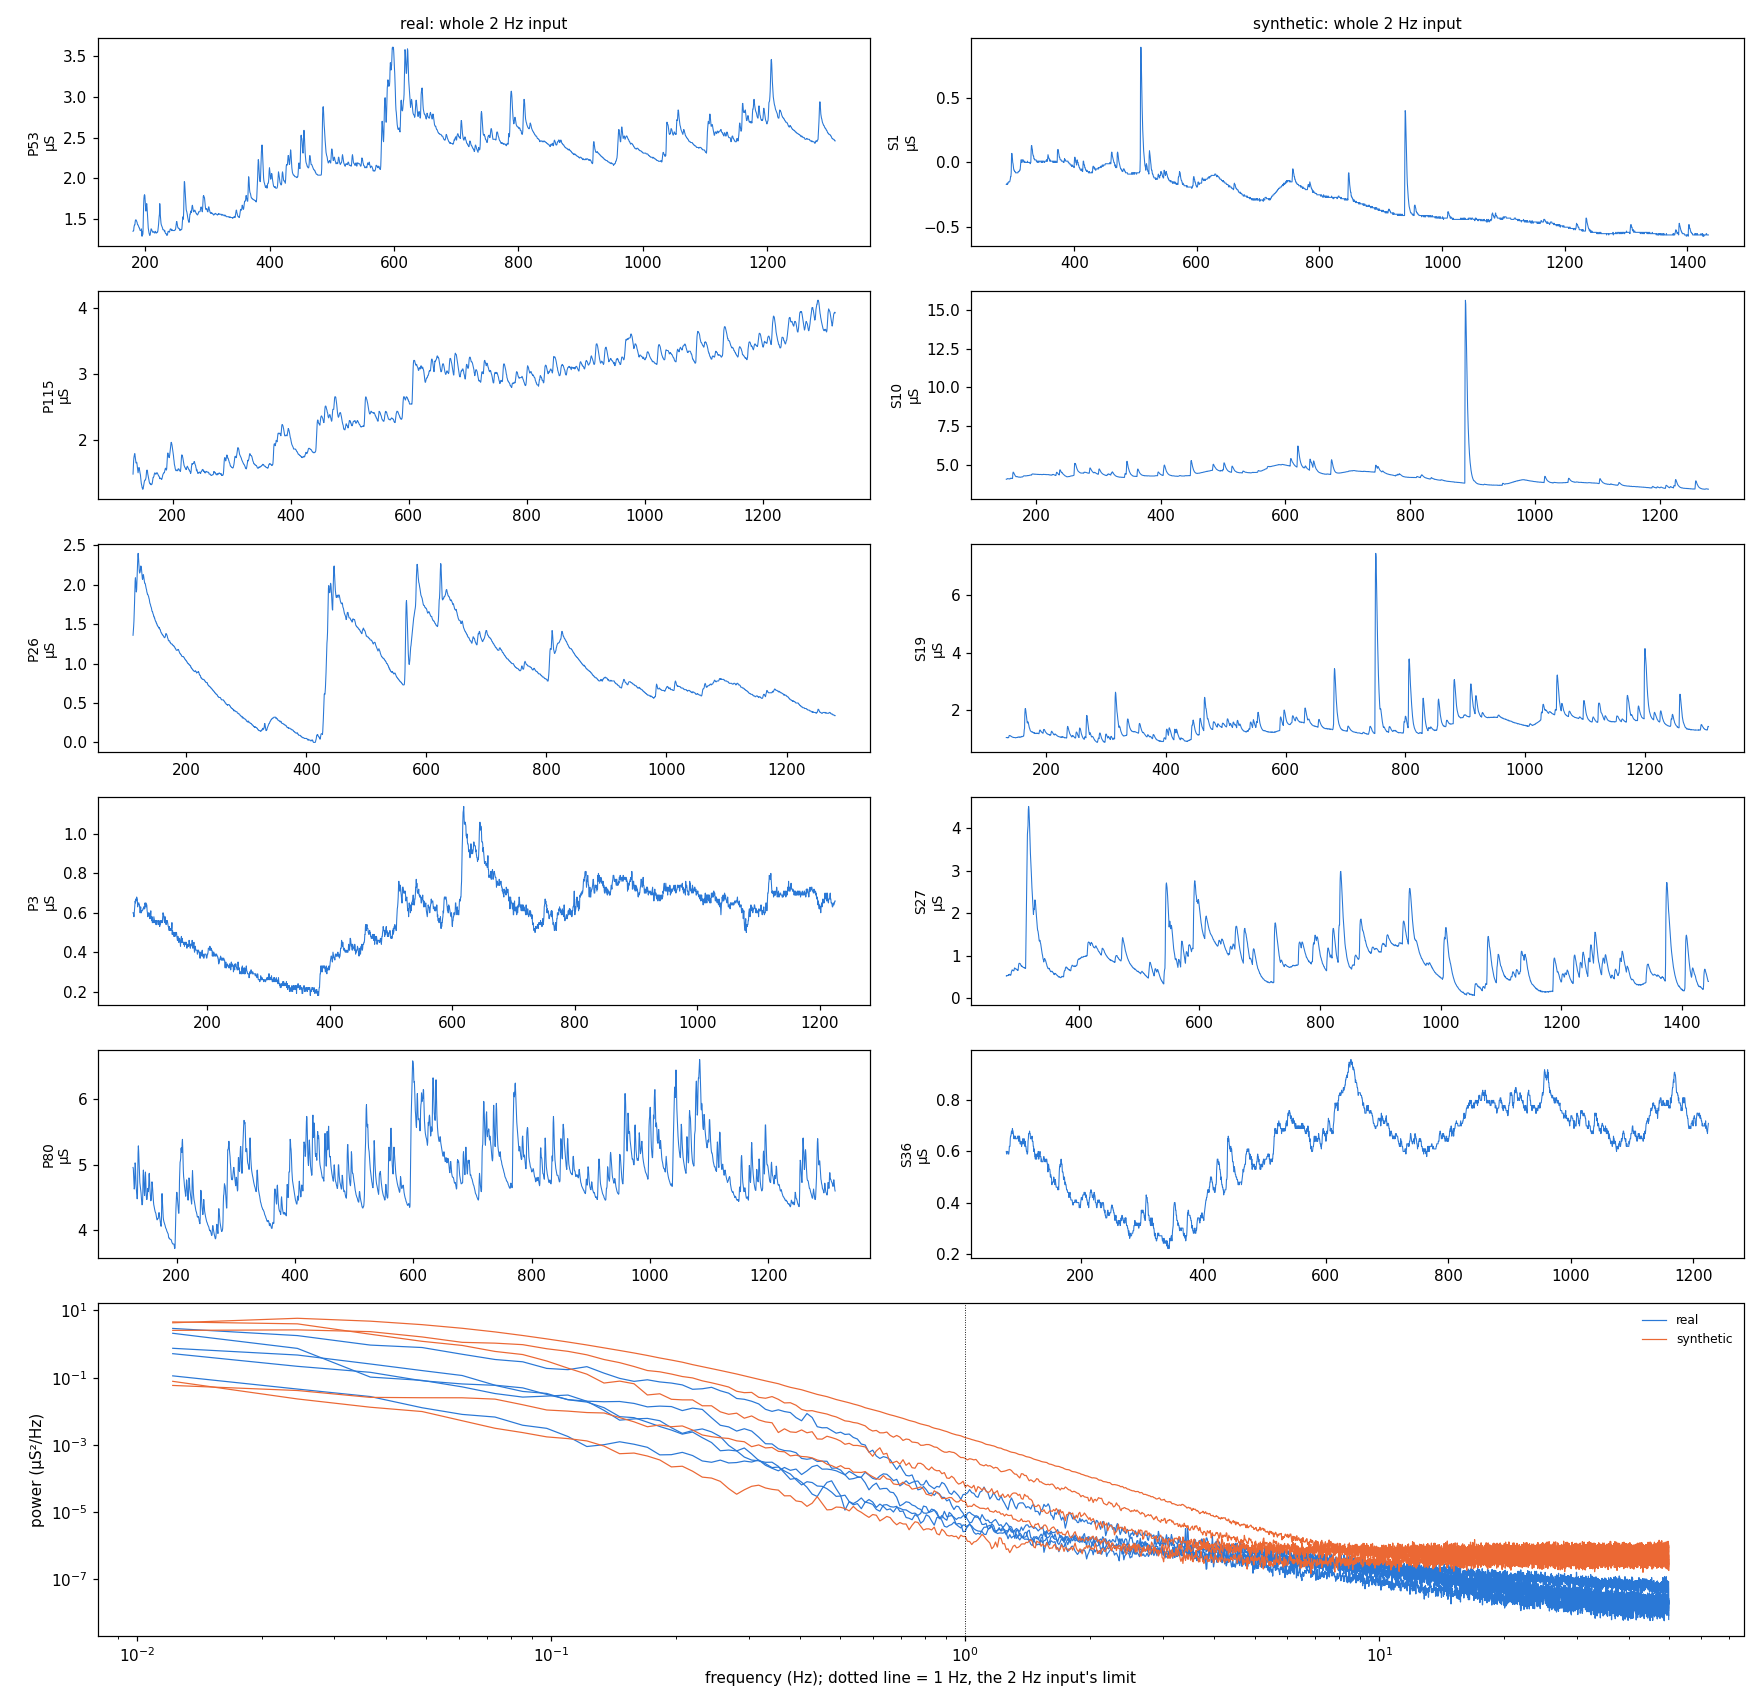 real: whole 2 Hz input
synthetic: whole 2 Hz input
P53
µS
3.5
3.0
2.5
2.0
1.5
200 400 600 800 1000 1200
S1
µS
0.5
0.0
−0.5
400 600 800 1000 1200 1400
P115
µS
4
3
2
200 400 600 800 1000 1200
S10
µS
15.0
12.5
10.0
7.5
5.0
200 400 600 800 1000 1200
P26
µS
2.5
2.0
1.5
1.0
0.5
0.0
200 400 600 800 1000 1200
S19
µS
6
4
2
200 400 600 800 1000 1200
P3
µS
1.0
0.8
0.6
0.4
0.2
200 400 600 800 1000 1200
S27
µS
4
3
2
1
0
400 600 800 1000 1200 1400
P80
µS
6
5
4
200 400 600 800 1000 1200
S36
µS
0.8
0.6
0.4
0.2
200 400 600 800 1000 1200
power (µS²/Hz)
10¹
10⁻¹
10⁻³
10⁻⁵
10⁻⁷
real
synthetic
10⁻² 10⁻¹ 10⁰ 10¹
frequency (Hz); dotted line = 1 Hz, the 2 Hz input's limit